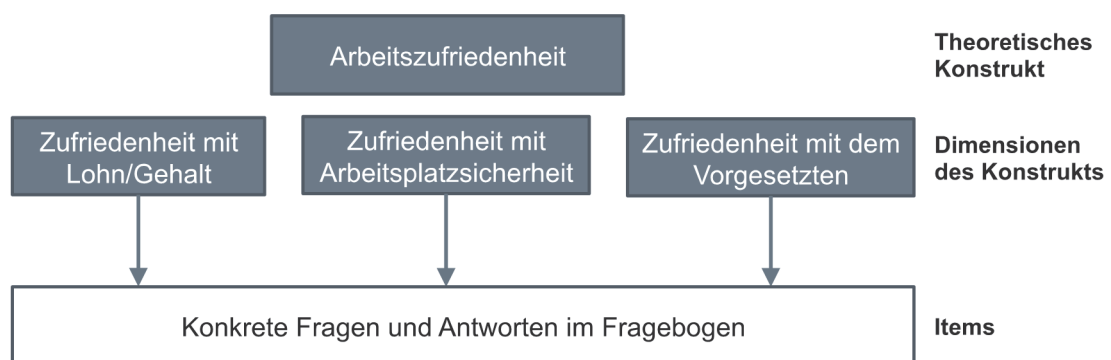 Arbeitszufriedenheit
Theoretisches
Konstrukt
Zufriedenheit mit
Lohn/Gehalt
Zufriedenheit mit
Arbeitsplatzsicherheit
Zufriedenheit mit dem
Vorgesetzten
Dimensionen
des Konstrukts
Konkrete Fragen und Antworten im Fragebogen
Items